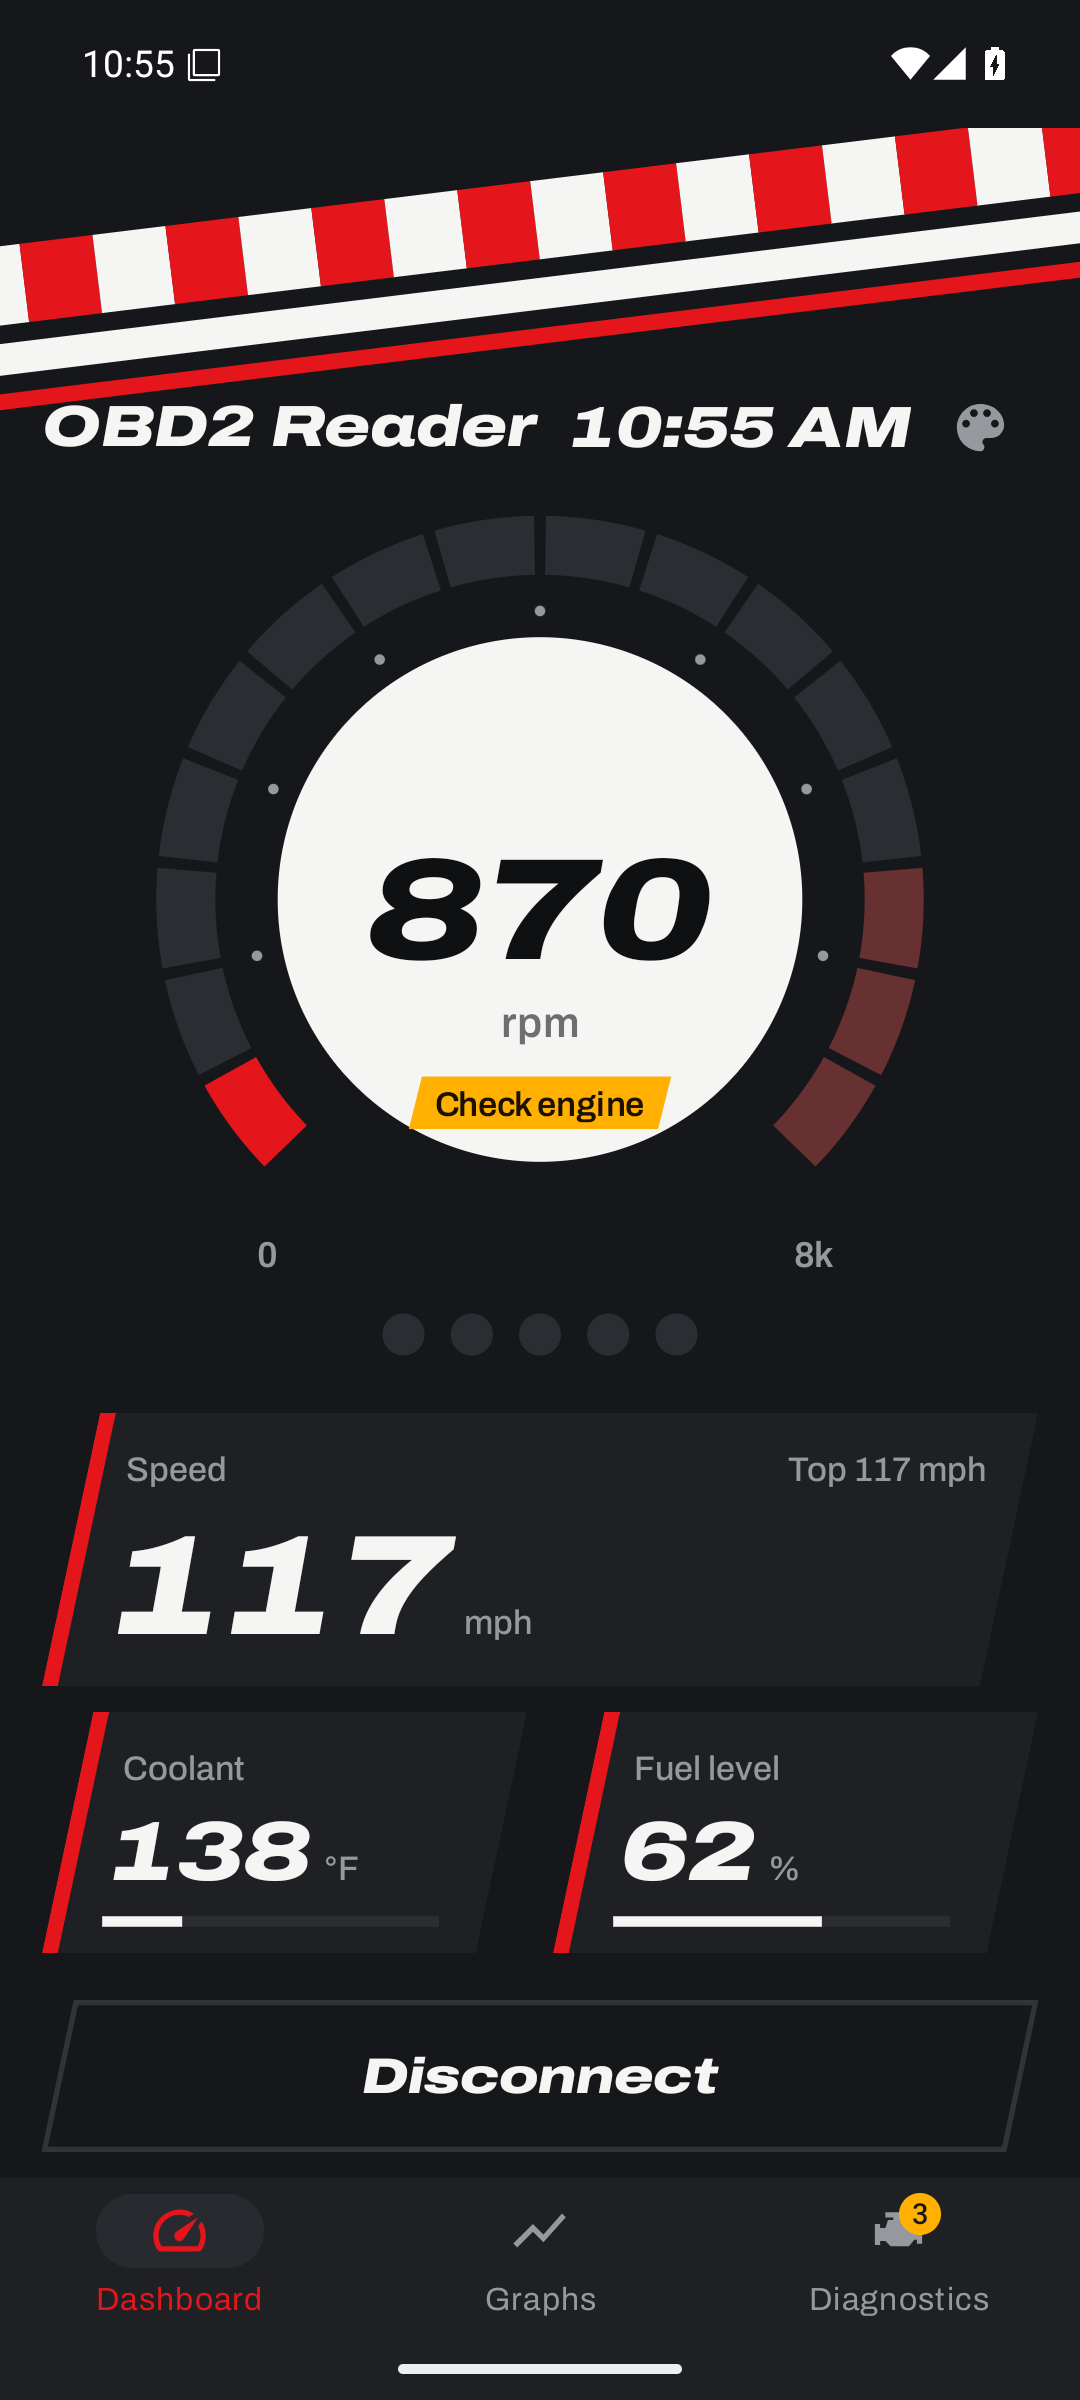 10:55
OBD2 Reader 10:55 AM
870
rpm
Check engine
0 8k
Speed Top 117 mph
117 mph
Coolant Fuel level
138 °F 62 %
Disconnect
3
Dashboard Graphs Diagnostics